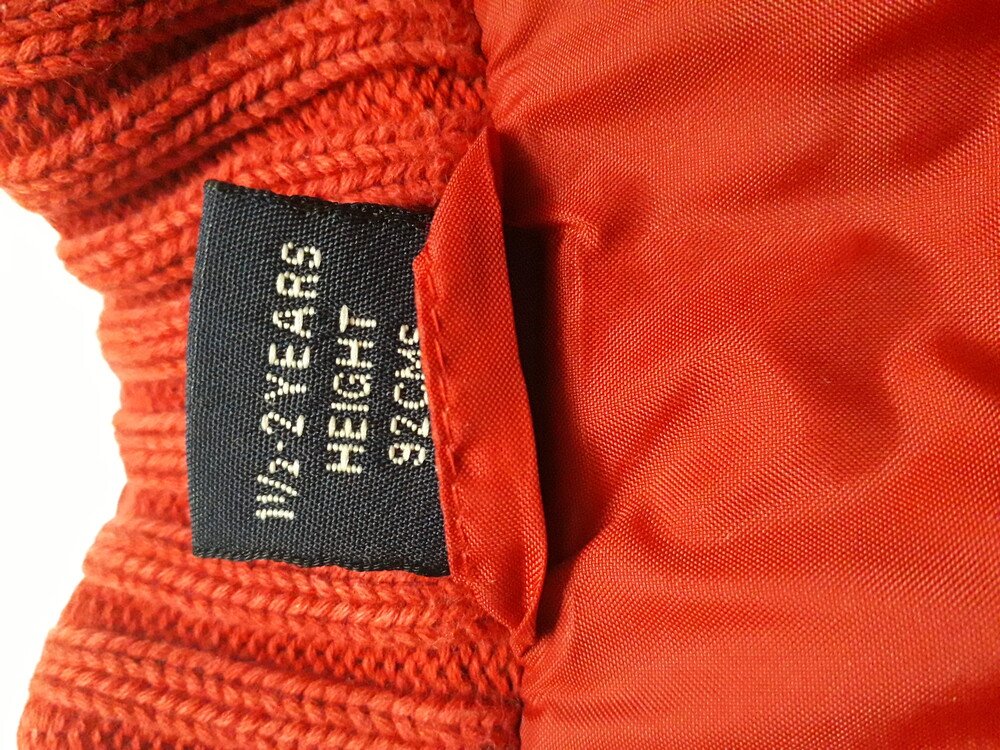 1½-2 YEARS
HEIGHT
92CMS